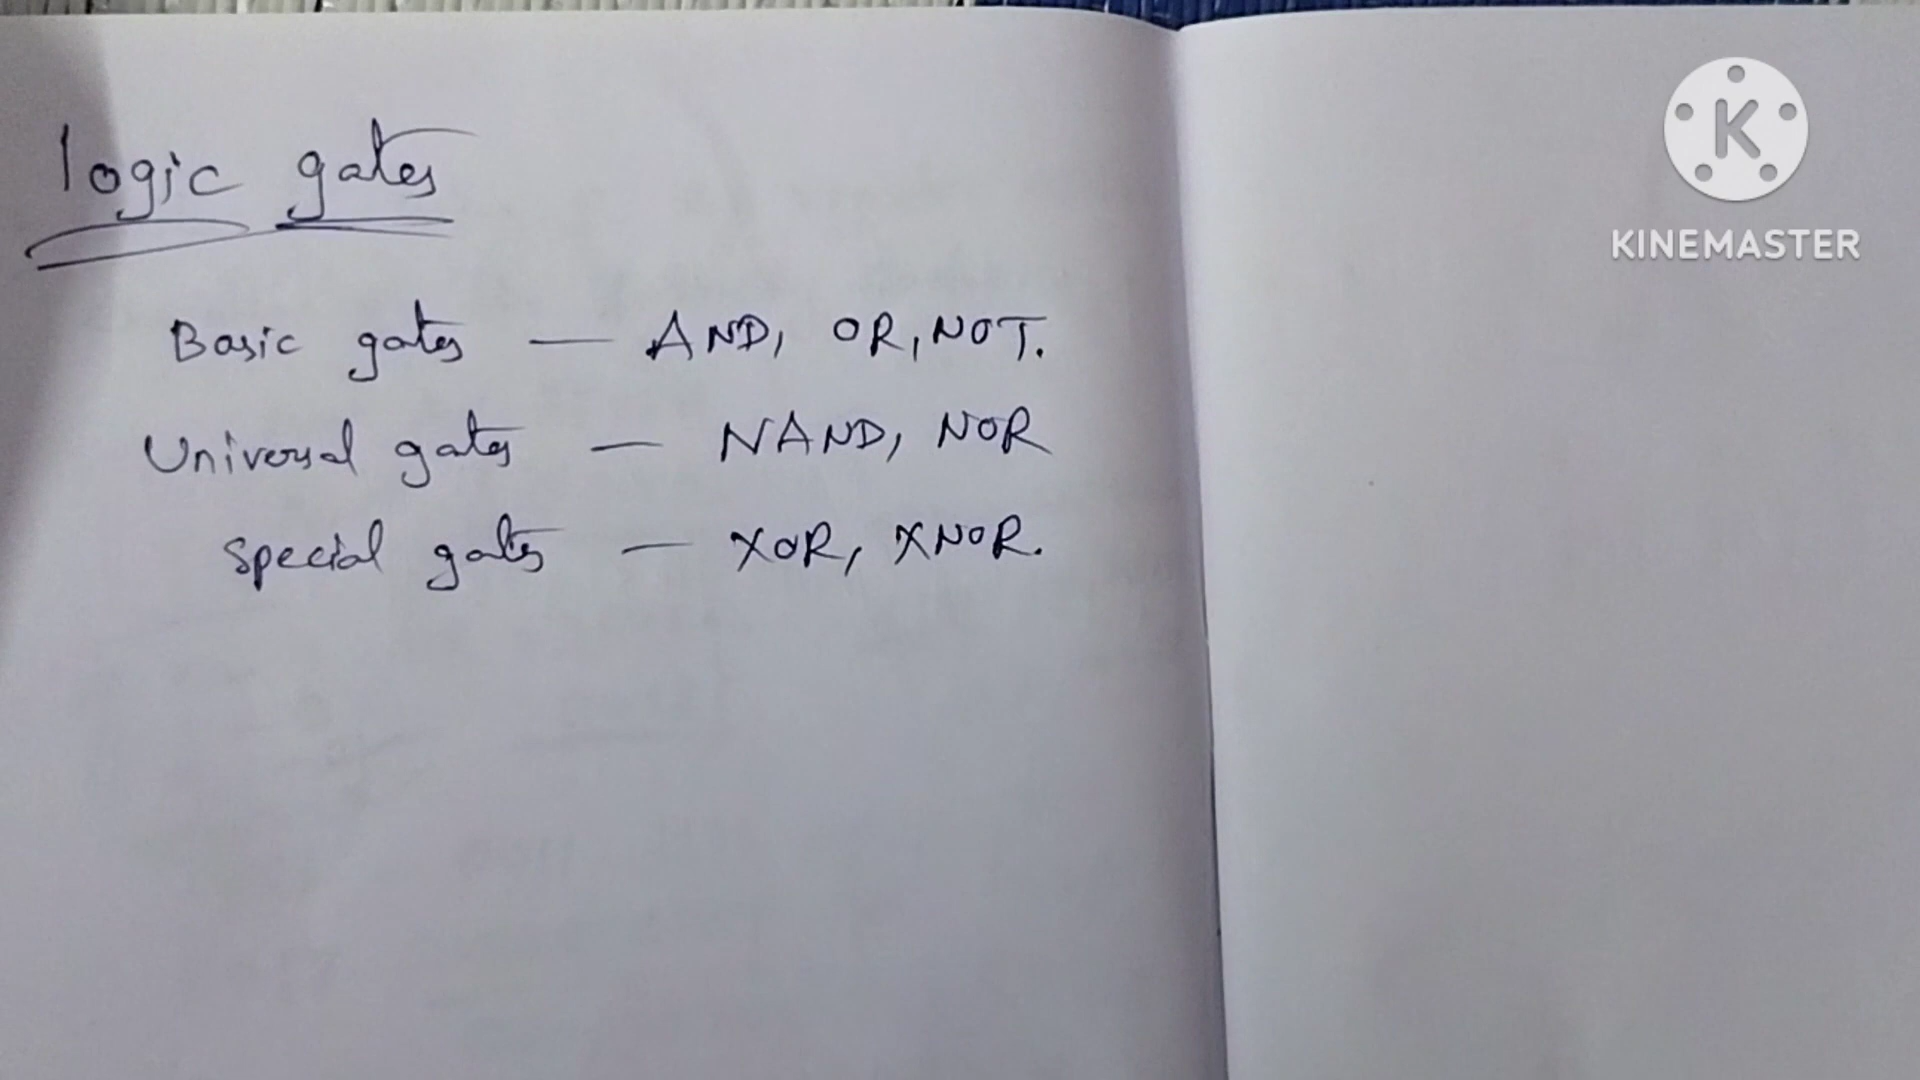 logic gates
Basic gates — AND, OR, NOT.
Universal gates — NAND, NOR
special gates — XOR, XNOR.
K
KINEMASTER